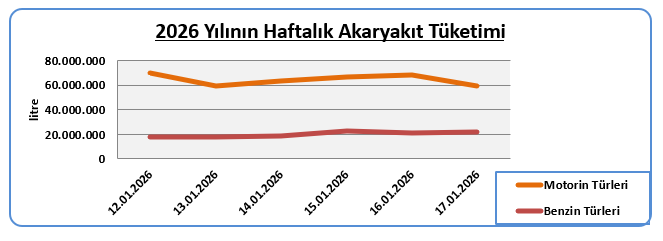 2026 Yılının Haftalık Akaryakıt Tüketimi
80.000.000
60.000.000
40.000.000
20.000.000
0
litre
12.01.2026
13.01.2026
14.01.2026
15.01.2026
16.01.2026
17.01.2026
Motorin Türleri
Benzin Türleri